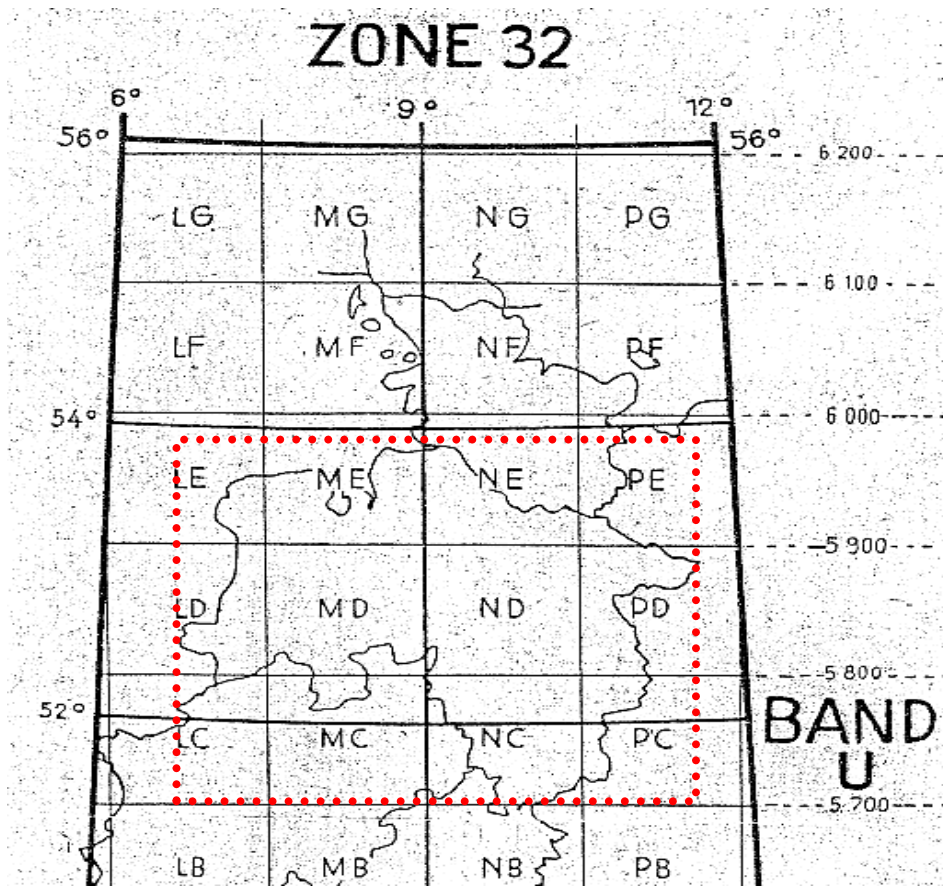 ZONE 32
6° 9° 12°
56° 56°
6 200
LG MG NG PG
6 100
LF MF NF PF
54° 6 000
LE ME NE PE
5 900
LD MD ND PD
5 800
52° BAND
LC MC NC PC
U
5.700
LB MB NB PB